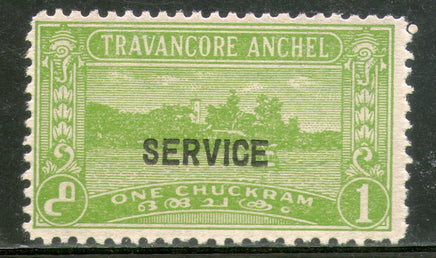 TRAVANCORE ANCHEL
SERVICE
ONE CHUCKRAM
1